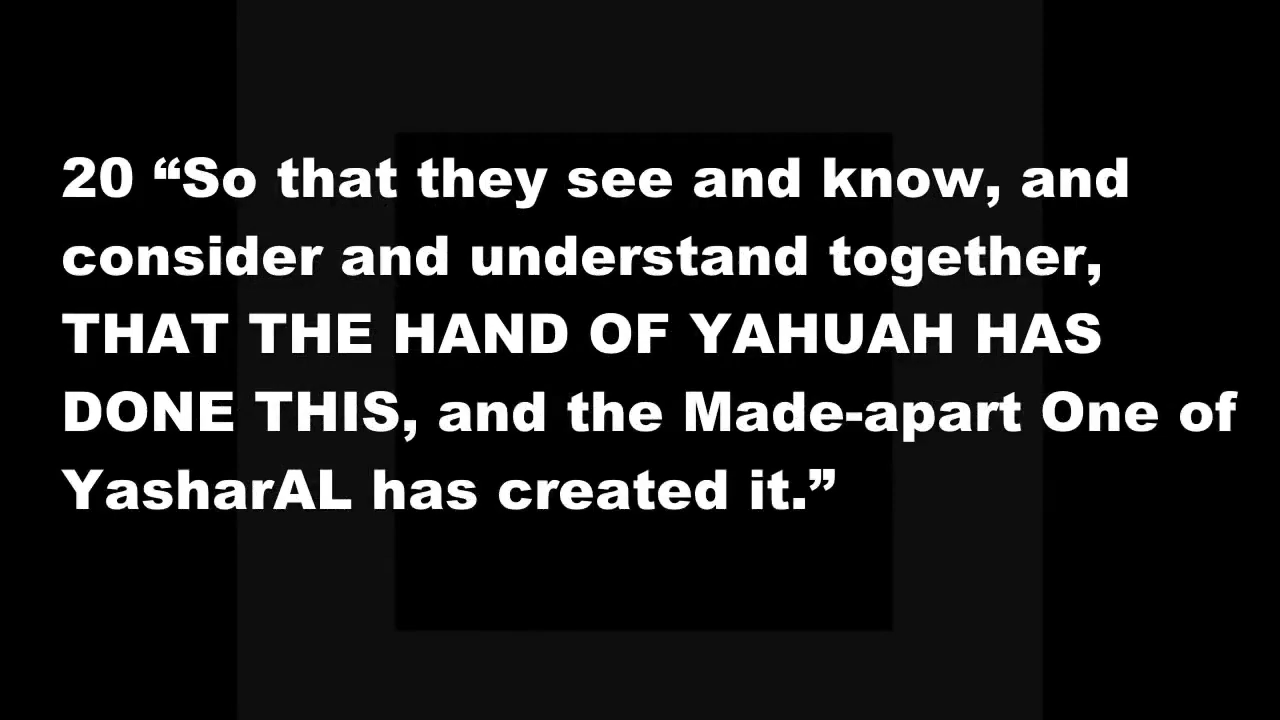 20 “So that they see and know, and
consider and understand together,
THAT THE HAND OF YAHUAH HAS
DONE THIS, and the Made-apart One of
YasharAL has created it.”